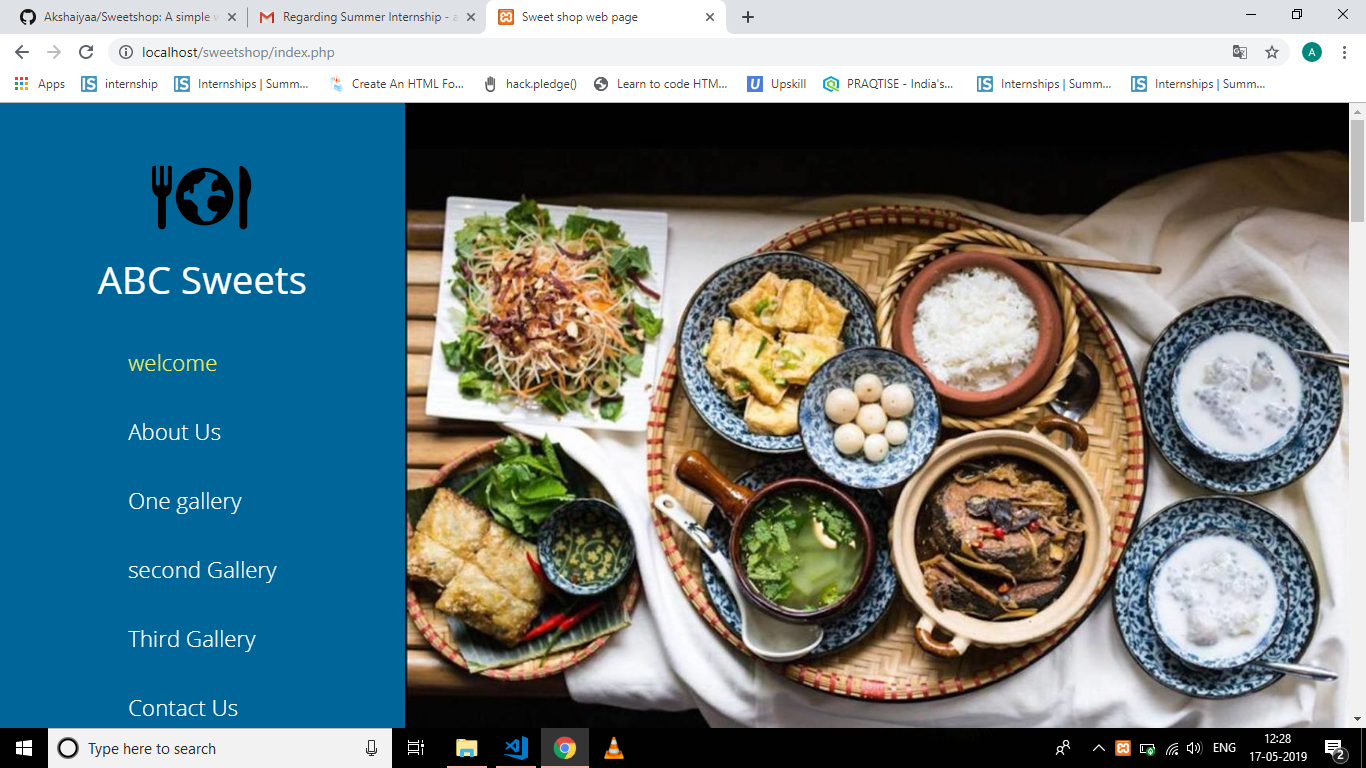 Akshaiyaa/Sweetshop: A simple w
Regarding Summer Internship - a
Sweet shop web page
localhost/sweetshop/index.php
A
Apps
internship
Internships | Summ...
Create An HTML Fo...
hack.pledge()
Learn to code HTM...
Upskill
PRAQTISE - India's...
Internships | Summ...
Internships | Summ...
ABC Sweets
welcome
About Us
One gallery
second Gallery
Third Gallery
Contact Us
Type here to search
ENG
12:28
17-05-2019
2